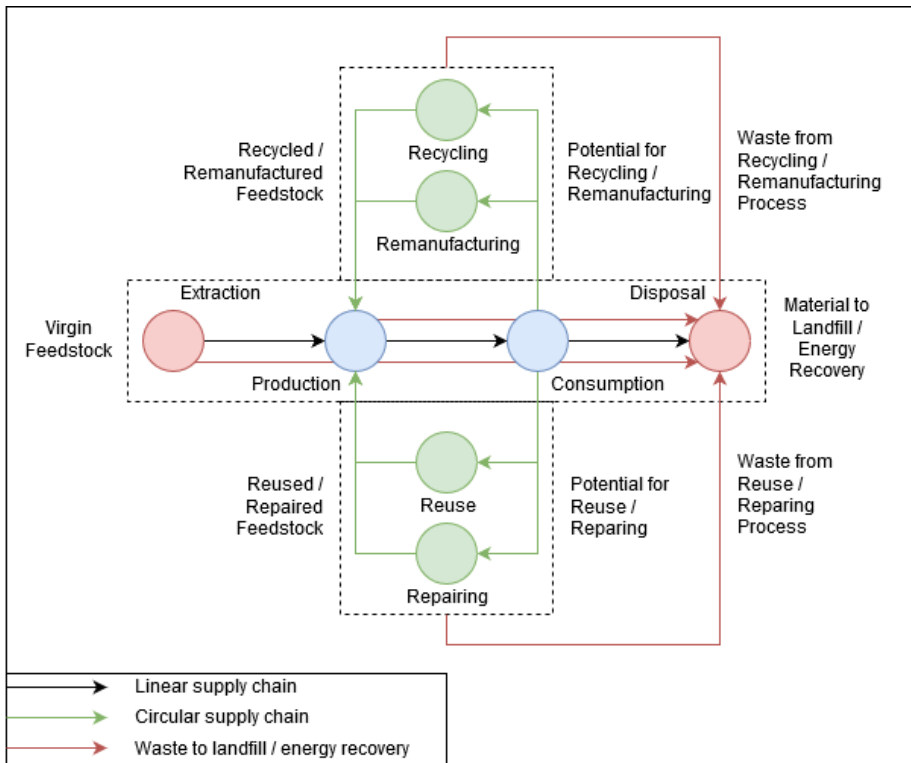 Recycled /
Remanufactured
Feedstock
Recycling
Remanufacturing
Potential for
Recycling /
Remanufacturing
Waste from
Recycling /
Remanufacturing
Process
Extraction
Disposal
Virgin
Feedstock
Material to
Landfill /
Energy
Recovery
Production
Consumption
Reused /
Repaired
Feedstock
Reuse
Repairing
Potential for
Reuse /
Reparing
Waste from
Reuse /
Reparing
Process
Linear supply chain
Circular supply chain
Waste to landfill / energy recovery